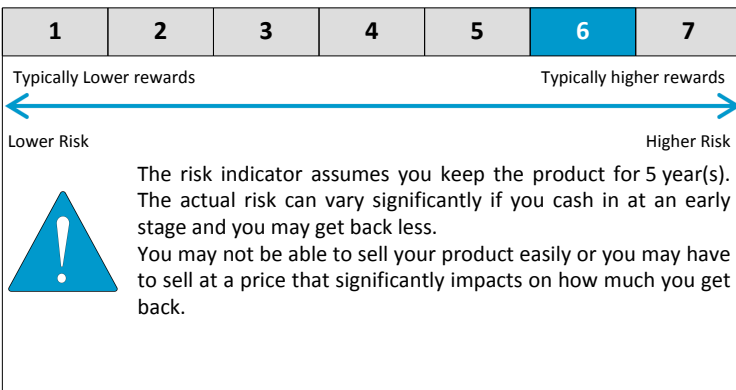 1 2 3 4 5 6 7
Typically Lower rewards Typically higher rewards
Lower Risk Higher Risk
The risk indicator assumes you keep the product for 5 year(s).
The actual risk can vary significantly if you cash in at an early
stage and you may get back less.
You may not be able to sell your product easily or you may have
to sell at a price that significantly impacts on how much you get
back.